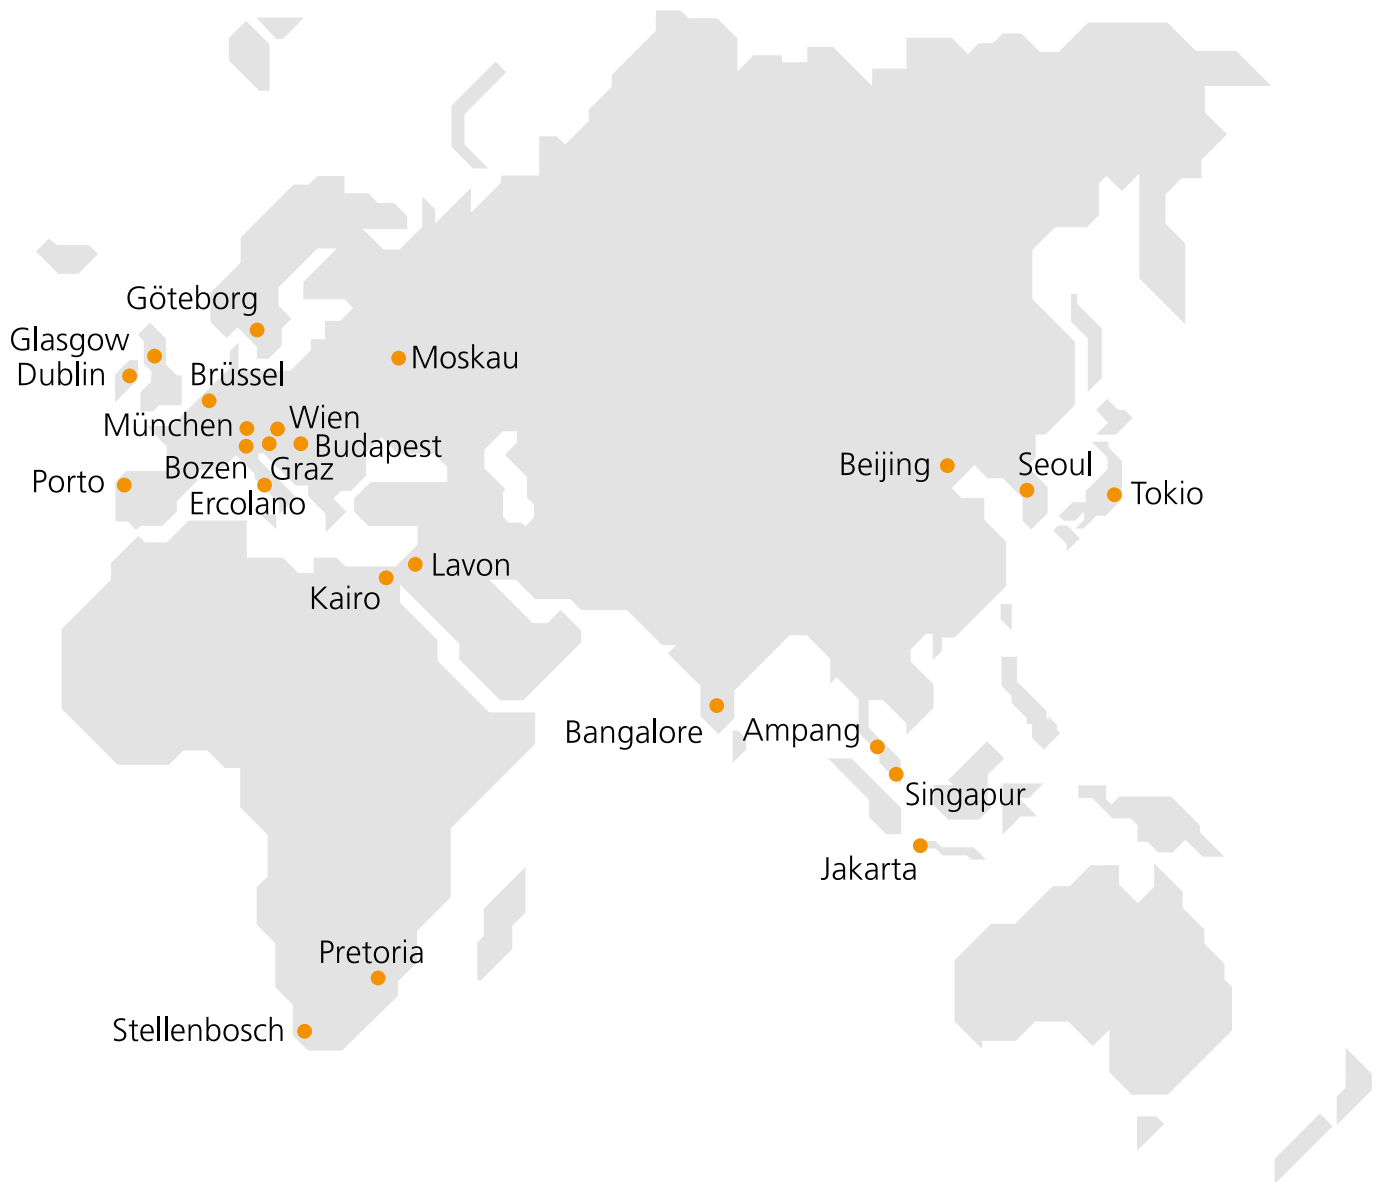 Göteborg
Glasgow
Dublin
Brüssel
Moskau
München
Wien
Budapest
Bozen
Graz
Porto
Ercolano
Beijing
Seoul
Tokio
Lavon
Kairo
Bangalore
Ampang
Singapur
Jakarta
Pretoria
Stellenbosch